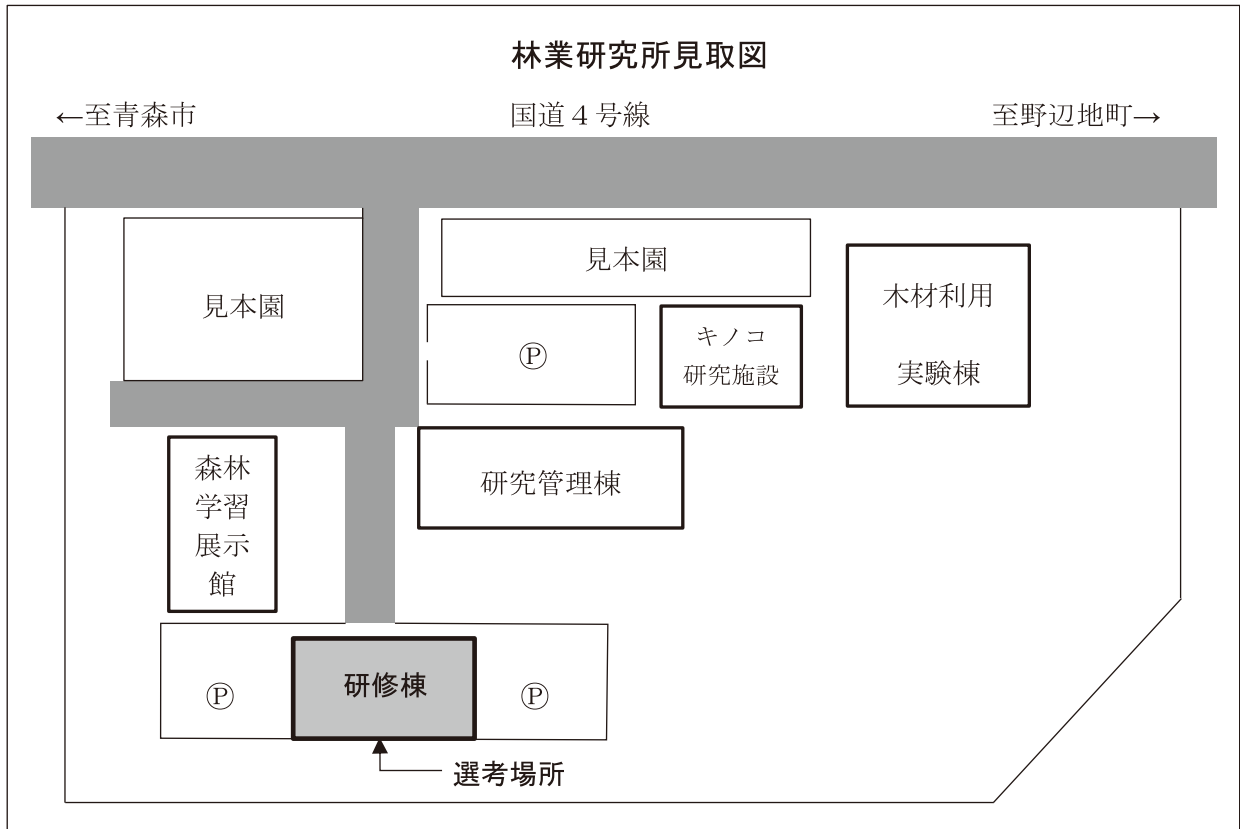 林業研究所見取図
←至青森市
国道4号線
至野辺地町→
見本園
見本園
木材利用
実験棟
Ⓟ
キノコ
研究施設
森林
学習
展示
館
研究管理棟
Ⓟ
研修棟
Ⓟ
選考場所